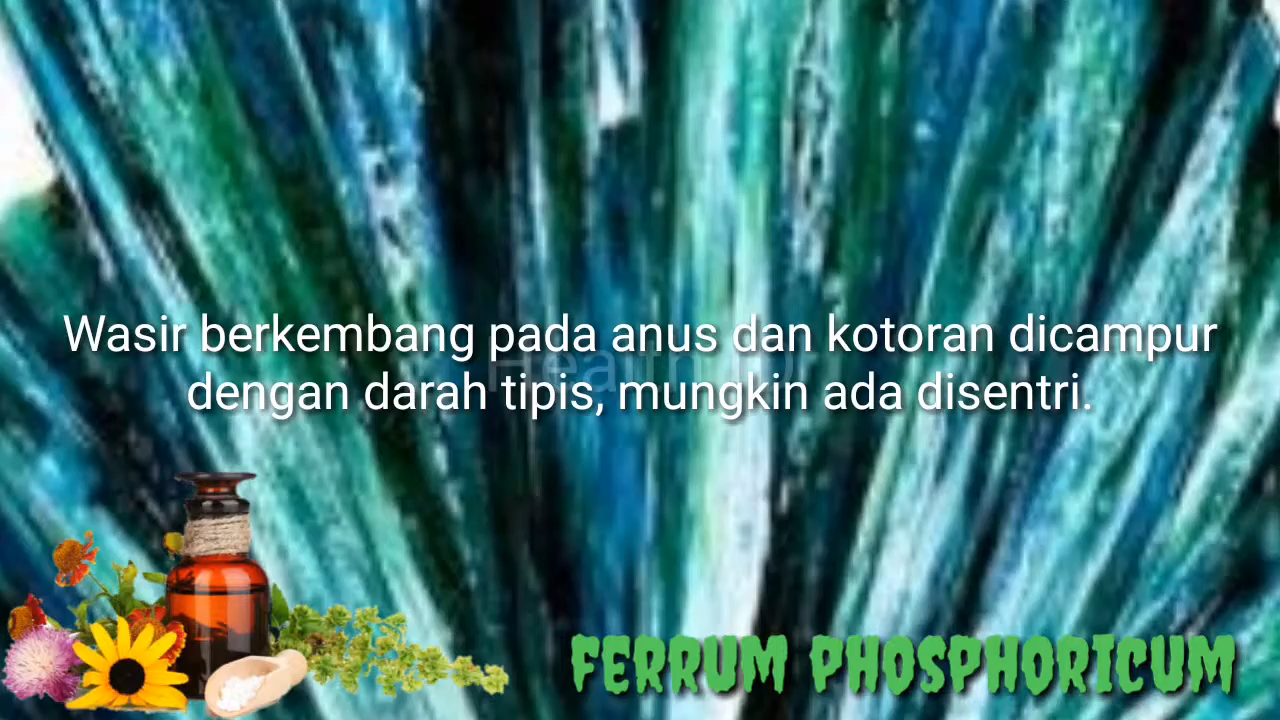 Wasir berkembang pada anus dan kotoran dicampur
dengan darah tipis, mungkin ada disentri.
FERRUM PHOSPHORICUM